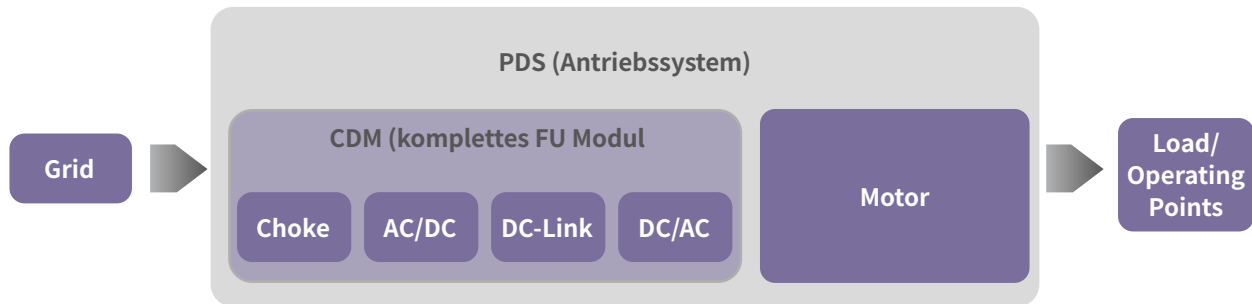 PDS (Antriebssystem)
CDM (komplettes FU Modul
Grid
Choke
AC/DC
DC-Link
DC/AC
Motor
Load/
Operating
Points